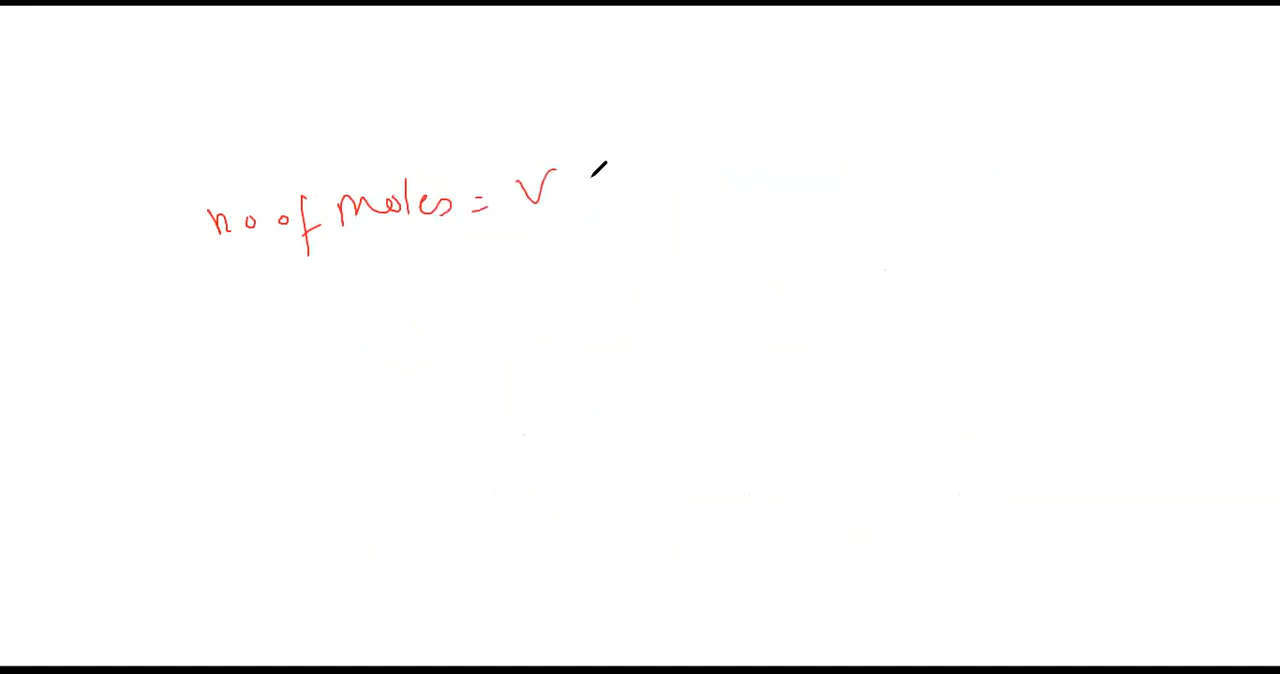 no of moles = V